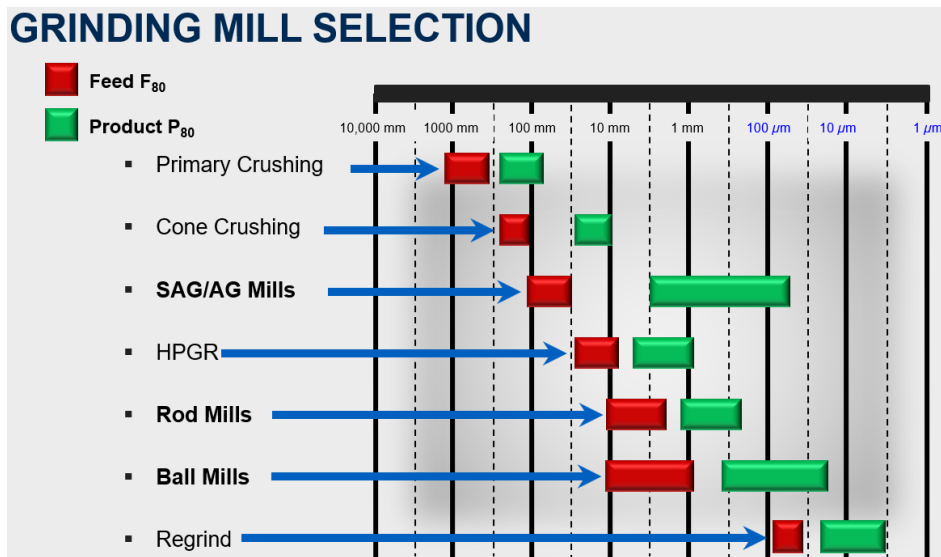 GRINDING MILL SELECTION
Feed F₈₀
Product P₈₀
10,000 mm 1000 mm 100 mm 10 mm 1 mm 100 µm 10 µm 1 µm
▪ Primary Crushing
▪ Cone Crushing
▪ SAG/AG Mills
▪ HPGR
▪ Rod Mills
▪ Ball Mills
▪ Regrind